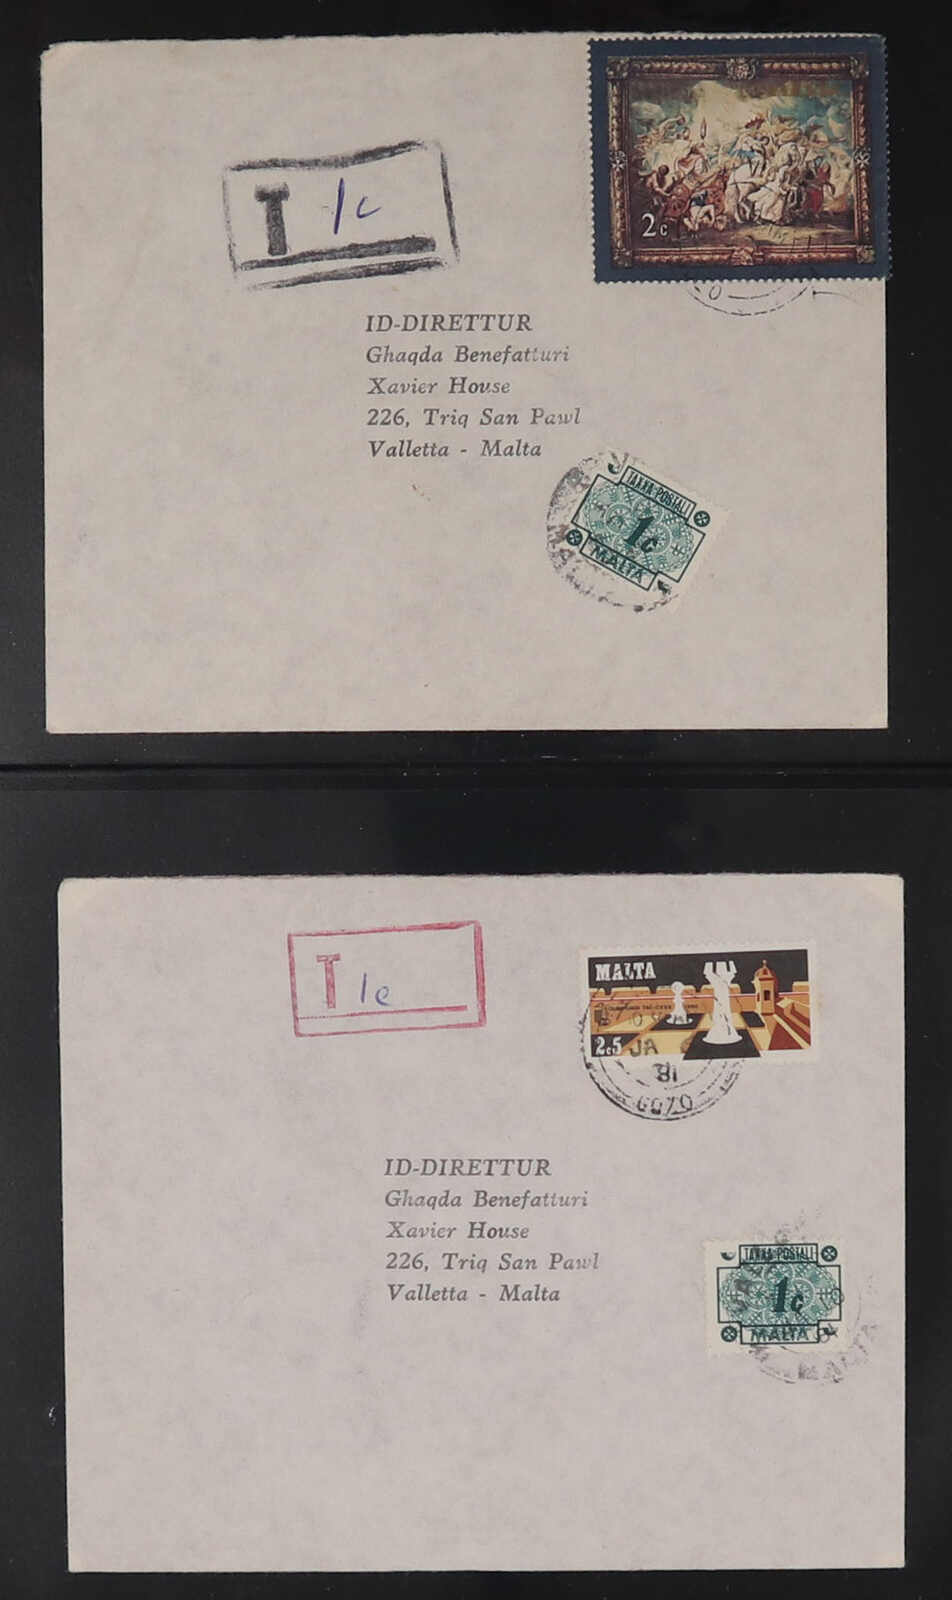 T 1c
2c
ID-DIRETTUR
Ghaqda Benefatturi
Xavier House
226, Triq San Pawl
Valletta - Malta
TAXXA POSTALI
1c
MALTA
T 1c
MALTA
2c5
JA
81
GOZO
ID-DIRETTUR
Ghaqda Benefatturi
Xavier House
226, Triq San Pawl
Valletta - Malta
TAXXA POSTALI
1c
MALTA
MALTA